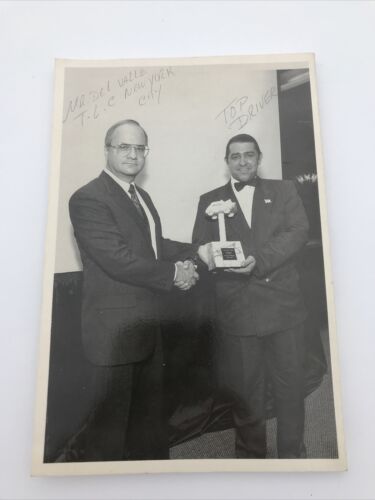 MR. DEL VALLE
T. L. C NEW YORK
CITY
TOP
DRIVER